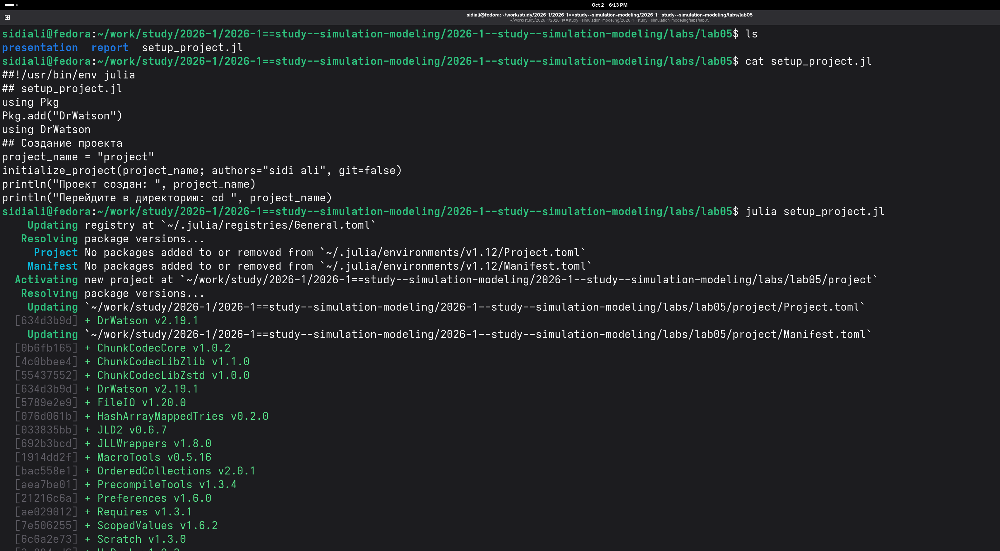 Oct 2 6:13 PM
sidiali@fedora:~/work/study/2026-1/2026-1==study--simulation-modeling/2026-1--study--simulation-modeling/labs/lab05
~/work/study/2026-1/2026-1==study--simulation-modeling/2026-1--study--simulation-modeling/labs/lab05
sidiali@fedora:~/work/study/2026-1/2026-1==study--simulation-modeling/2026-1--study--simulation-modeling/labs/lab05$ ls
presentation  report  setup_project.jl
sidiali@fedora:~/work/study/2026-1/2026-1==study--simulation-modeling/2026-1--study--simulation-modeling/labs/lab05$ cat setup_project.jl
##!/usr/bin/env julia
## setup_project.jl
using Pkg
Pkg.add("DrWatson")
using DrWatson
## Создание проекта
project_name = "project"
initialize_project(project_name; authors="sidi ali", git=false)
println("Проект создан: ", project_name)
println("Перейдите в директорию: cd ", project_name)
sidiali@fedora:~/work/study/2026-1/2026-1==study--simulation-modeling/2026-1--study--simulation-modeling/labs/lab05$ julia setup_project.jl
    Updating registry at `~/.julia/registries/General.toml`
   Resolving package versions...
     Project No packages added to or removed from `~/.julia/environments/v1.12/Project.toml`
    Manifest No packages added to or removed from `~/.julia/environments/v1.12/Manifest.toml`
  Activating new project at `~/work/study/2026-1/2026-1==study--simulation-modeling/2026-1--study--simulation-modeling/labs/lab05/project`
   Resolving package versions...
    Updating `~/work/study/2026-1/2026-1==study--simulation-modeling/2026-1--study--simulation-modeling/labs/lab05/project/Project.toml`
  [634d3b9d] + DrWatson v2.19.1
    Updating `~/work/study/2026-1/2026-1==study--simulation-modeling/2026-1--study--simulation-modeling/labs/lab05/project/Manifest.toml`
  [0b6fb165] + ChunkCodecCore v1.0.2
  [4c0bbee4] + ChunkCodecLibZlib v1.1.0
  [55437552] + ChunkCodecLibZstd v1.0.0
  [634d3b9d] + DrWatson v2.19.1
  [5789e2e9] + FileIO v1.20.0
  [076d061b] + HashArrayMappedTries v0.2.0
  [033835bb] + JLD2 v0.6.7
  [692b3bcd] + JLLWrappers v1.8.0
  [1914dd2f] + MacroTools v0.5.16
  [bac558e1] + OrderedCollections v2.0.1
  [aea7be01] + PrecompileTools v1.3.4
  [21216c6a] + Preferences v1.6.0
  [ae029012] + Requires v1.3.1
  [7e506255] + ScopedValues v1.6.2
  [6c6a2e73] + Scratch v1.3.0